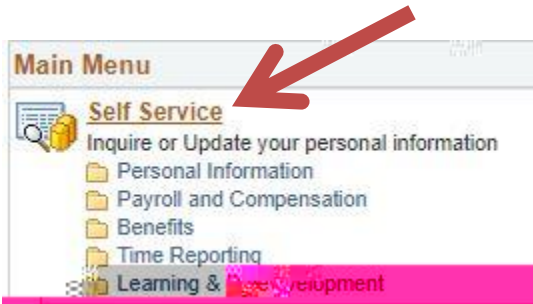 Main Menu
Self Service
Inquire or Update your personal information
Personal Information
Payroll and Compensation
Benefits
Time Reporting
Learning &